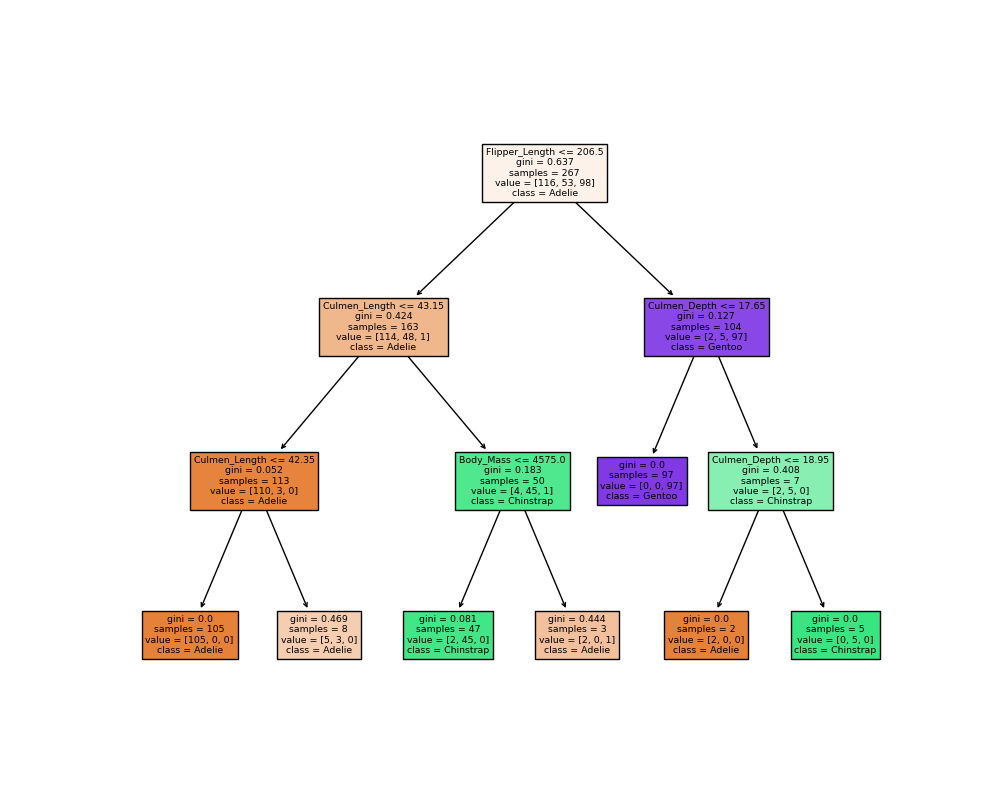 Flipper_Length <= 206.5
gini = 0.637
samples = 267
value = [116, 53, 98]
class = Adelie
Culmen_Length <= 43.15
gini = 0.424
samples = 163
value = [114, 48, 1]
class = Adelie
Culmen_Depth <= 17.65
gini = 0.127
samples = 104
value = [2, 5, 97]
class = Gentoo
Culmen_Length <= 42.35
gini = 0.052
samples = 113
value = [110, 3, 0]
class = Adelie
Body_Mass <= 4575.0
gini = 0.183
samples = 50
value = [4, 45, 1]
class = Chinstrap
gini = 0.0
samples = 97
value = [0, 0, 97]
class = Gentoo
Culmen_Depth <= 18.95
gini = 0.408
samples = 7
value = [2, 5, 0]
class = Chinstrap
gini = 0.0
samples = 105
value = [105, 0, 0]
class = Adelie
gini = 0.469
samples = 8
value = [5, 3, 0]
class = Adelie
gini = 0.081
samples = 47
value = [2, 45, 0]
class = Chinstrap
gini = 0.444
samples = 3
value = [2, 0, 1]
class = Adelie
gini = 0.0
samples = 2
value = [2, 0, 0]
class = Adelie
gini = 0.0
samples = 5
value = [0, 5, 0]
class = Chinstrap